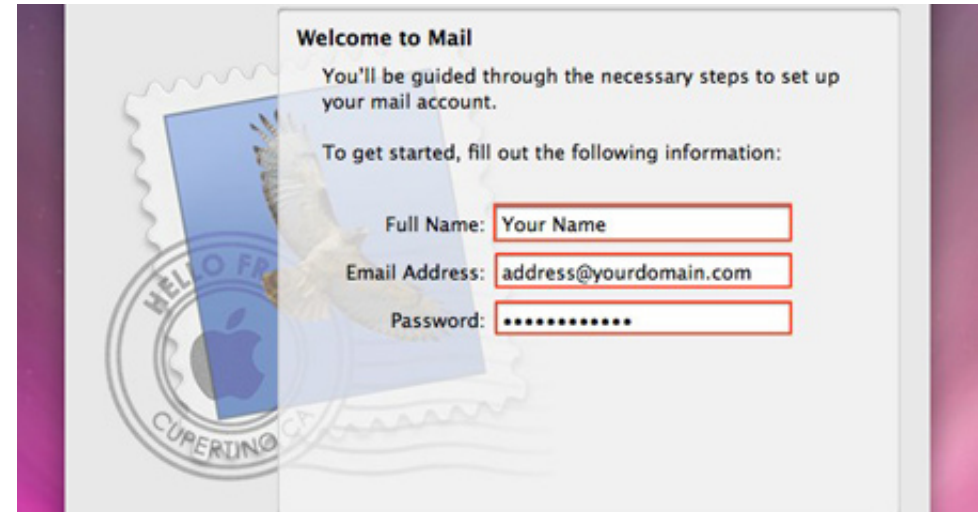 Welcome to Mail
You'll be guided through the necessary steps to set up
your mail account.
To get started, fill out the following information:
Full Name: Your Name
Email Address: address@yourdomain.com
Password: ••••••••••••
HELLO FR
CUPERTINO CA